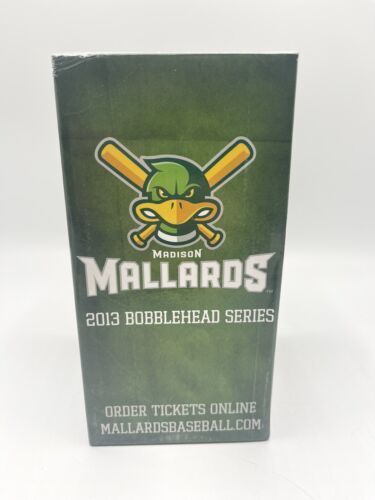 MADISON
MALLARDS
2013 BOBBLEHEAD SERIES
ORDER TICKETS ONLINE
MALLARDSBASEBALL.COM